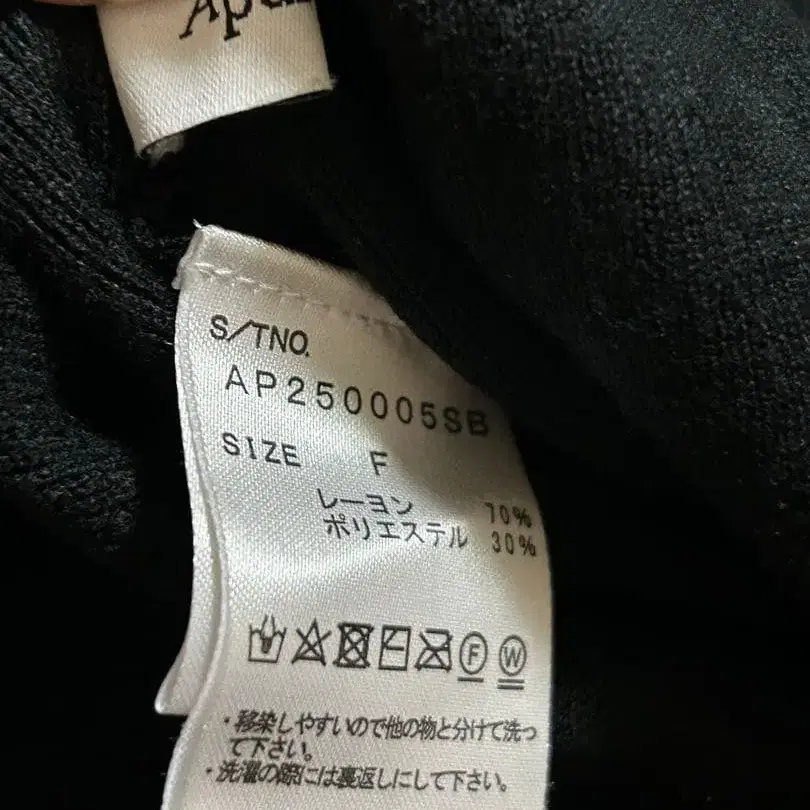 S/TNO.
AP250005SB
SIZE F
レーヨン 70%
ポリエステル 30%
F W
・移染しやすいので他の物と分けて洗っ
て下さい。
・洗濯の際には裏返しにして下さい。